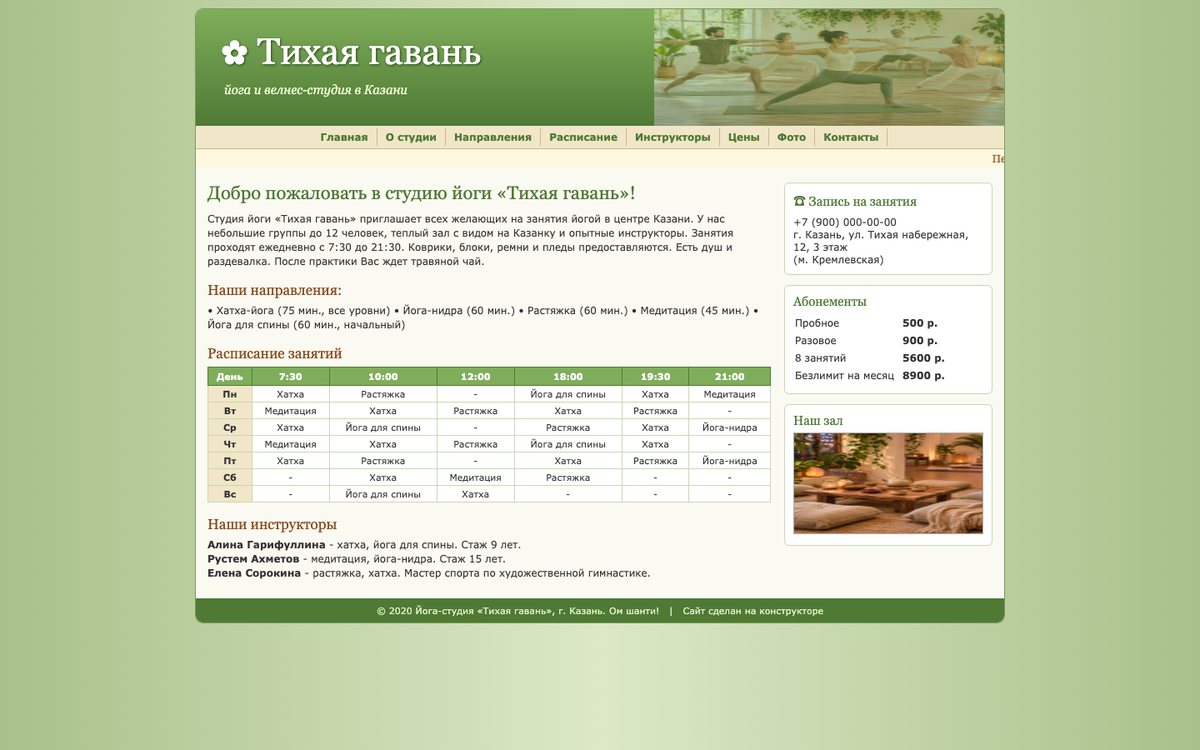 ✿ Тихая гавань
йога и велнес-студия в Казани
Главная О студии Направления Расписание Инструкторы Цены Фото Контакты
Добро пожаловать в студию йоги «Тихая гавань»!
Студия йоги «Тихая гавань» приглашает всех желающих на занятия йогой в центре Казани. У нас
небольшие группы до 12 человек, теплый зал с видом на Казанку и опытные инструкторы. Занятия
проходят ежедневно с 7:30 до 21:30. Коврики, блоки, ремни и пледы предоставляются. Есть душ и
раздевалка. После практики Вас ждет травяной чай.
Наши направления:
• Хатха-йога (75 мин., все уровни) • Йога-нидра (60 мин.) • Растяжка (60 мин.) • Медитация (45 мин.) •
Йога для спины (60 мин., начальный)
Расписание занятий
День 7:30 10:00 12:00 18:00 19:30 21:00
Пн Хатха Растяжка - Йога для спины Хатха Медитация
Вт Медитация Хатха Растяжка Хатха Растяжка -
Ср Хатха Йога для спины - Растяжка Хатха Йога-нидра
Чт Медитация Хатха Растяжка Йога для спины Хатха -
Пт Хатха Растяжка - Хатха Растяжка Йога-нидра
Сб - Хатха Медитация Растяжка - -
Вс - Йога для спины Хатха - - -
Наши инструкторы
Алина Гарифуллина - хатха, йога для спины. Стаж 9 лет.
Рустем Ахметов - медитация, йога-нидра. Стаж 15 лет.
Елена Сорокина - растяжка, хатха. Мастер спорта по художественной гимнастике.
☎ Запись на занятия
+7 (900) 000-00-00
г. Казань, ул. Тихая набережная,
12, 3 этаж
(м. Кремлевская)
Абонементы
Пробное 500 р.
Разовое 900 р.
8 занятий 5600 р.
Безлимит на месяц 8900 р.
Наш зал
© 2020 Йога-студия «Тихая гавань», г. Казань. Ом шанти! | Сайт сделан на конструкторе